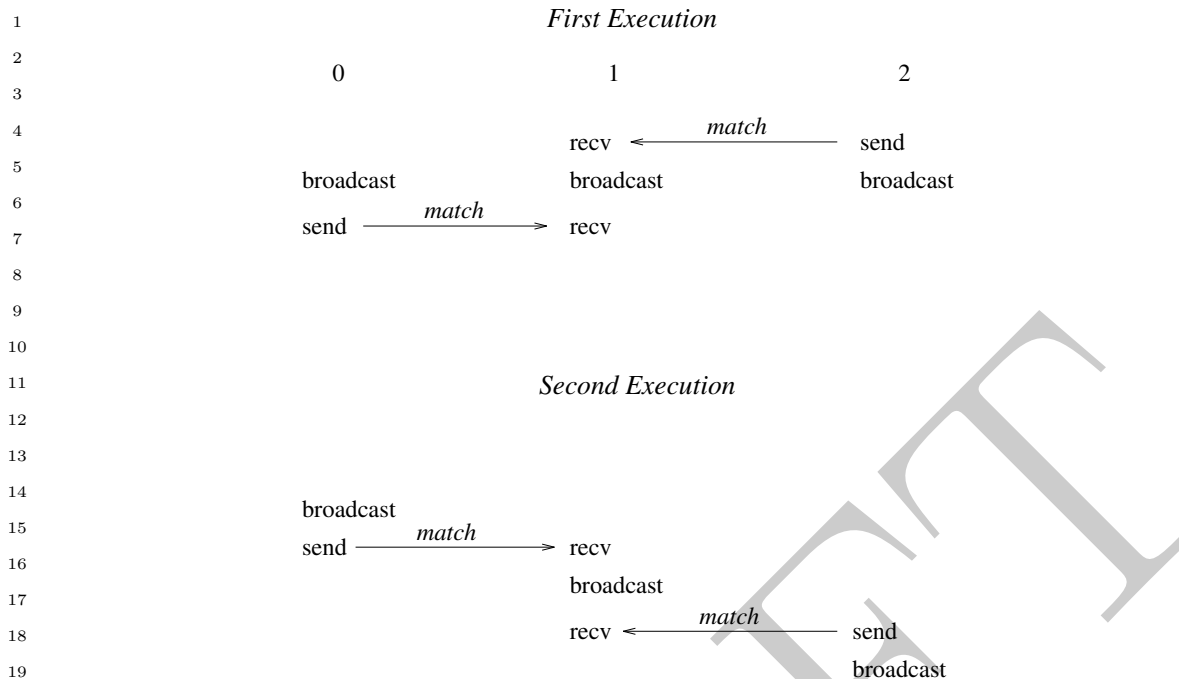 1
First Execution
2
0 1 2
3
4
match
recv send
5
broadcast broadcast broadcast
6
match
send recv
7
8
9
10
11
Second Execution
12
13
14
broadcast
15
match
send recv
16
broadcast
17
match
18
recv send
19
broadcast
FT